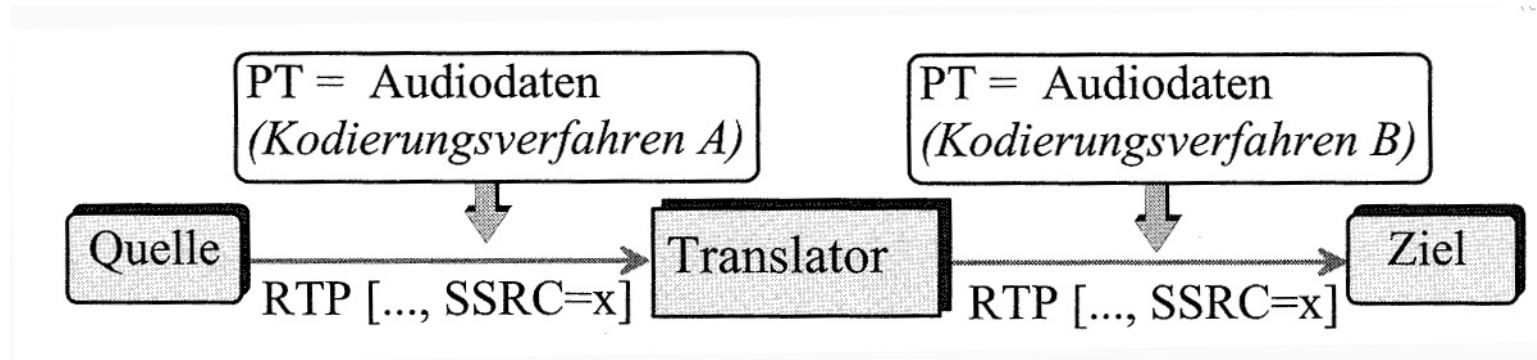 PT = Audiodaten
(Kodierungsverfahren A)
PT = Audiodaten
(Kodierungsverfahren B)
Quelle
Translator
Ziel
RTP [..., SSRC=x]
RTP [..., SSRC=x]